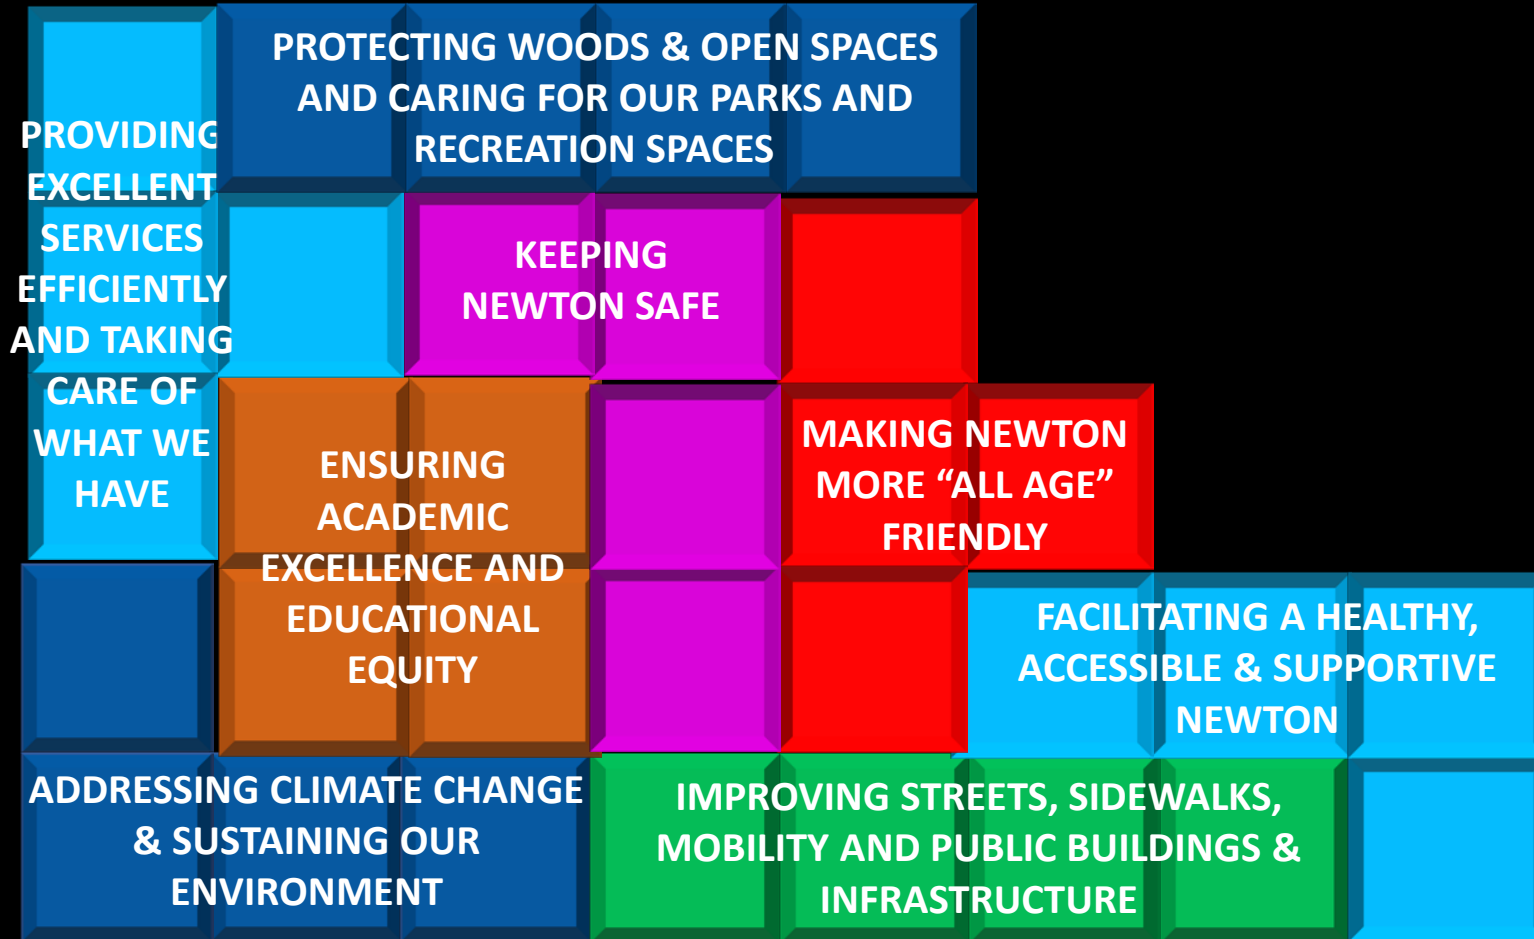 PROTECTING WOODS & OPEN SPACES
AND CARING FOR OUR PARKS AND
RECREATION SPACES
PROVIDING
EXCELLENT
SERVICES
EFFICIENTLY
AND TAKING
CARE OF
WHAT WE
HAVE
KEEPING
NEWTON SAFE
ENSURING
ACADEMIC
EXCELLENCE AND
EDUCATIONAL
EQUITY
MAKING NEWTON
MORE “ALL AGE”
FRIENDLY
FACILITATING A HEALTHY,
ACCESSIBLE & SUPPORTIVE
NEWTON
ADDRESSING CLIMATE CHANGE
& SUSTAINING OUR
ENVIRONMENT
IMPROVING STREETS, SIDEWALKS,
MOBILITY AND PUBLIC BUILDINGS &
INFRASTRUCTURE